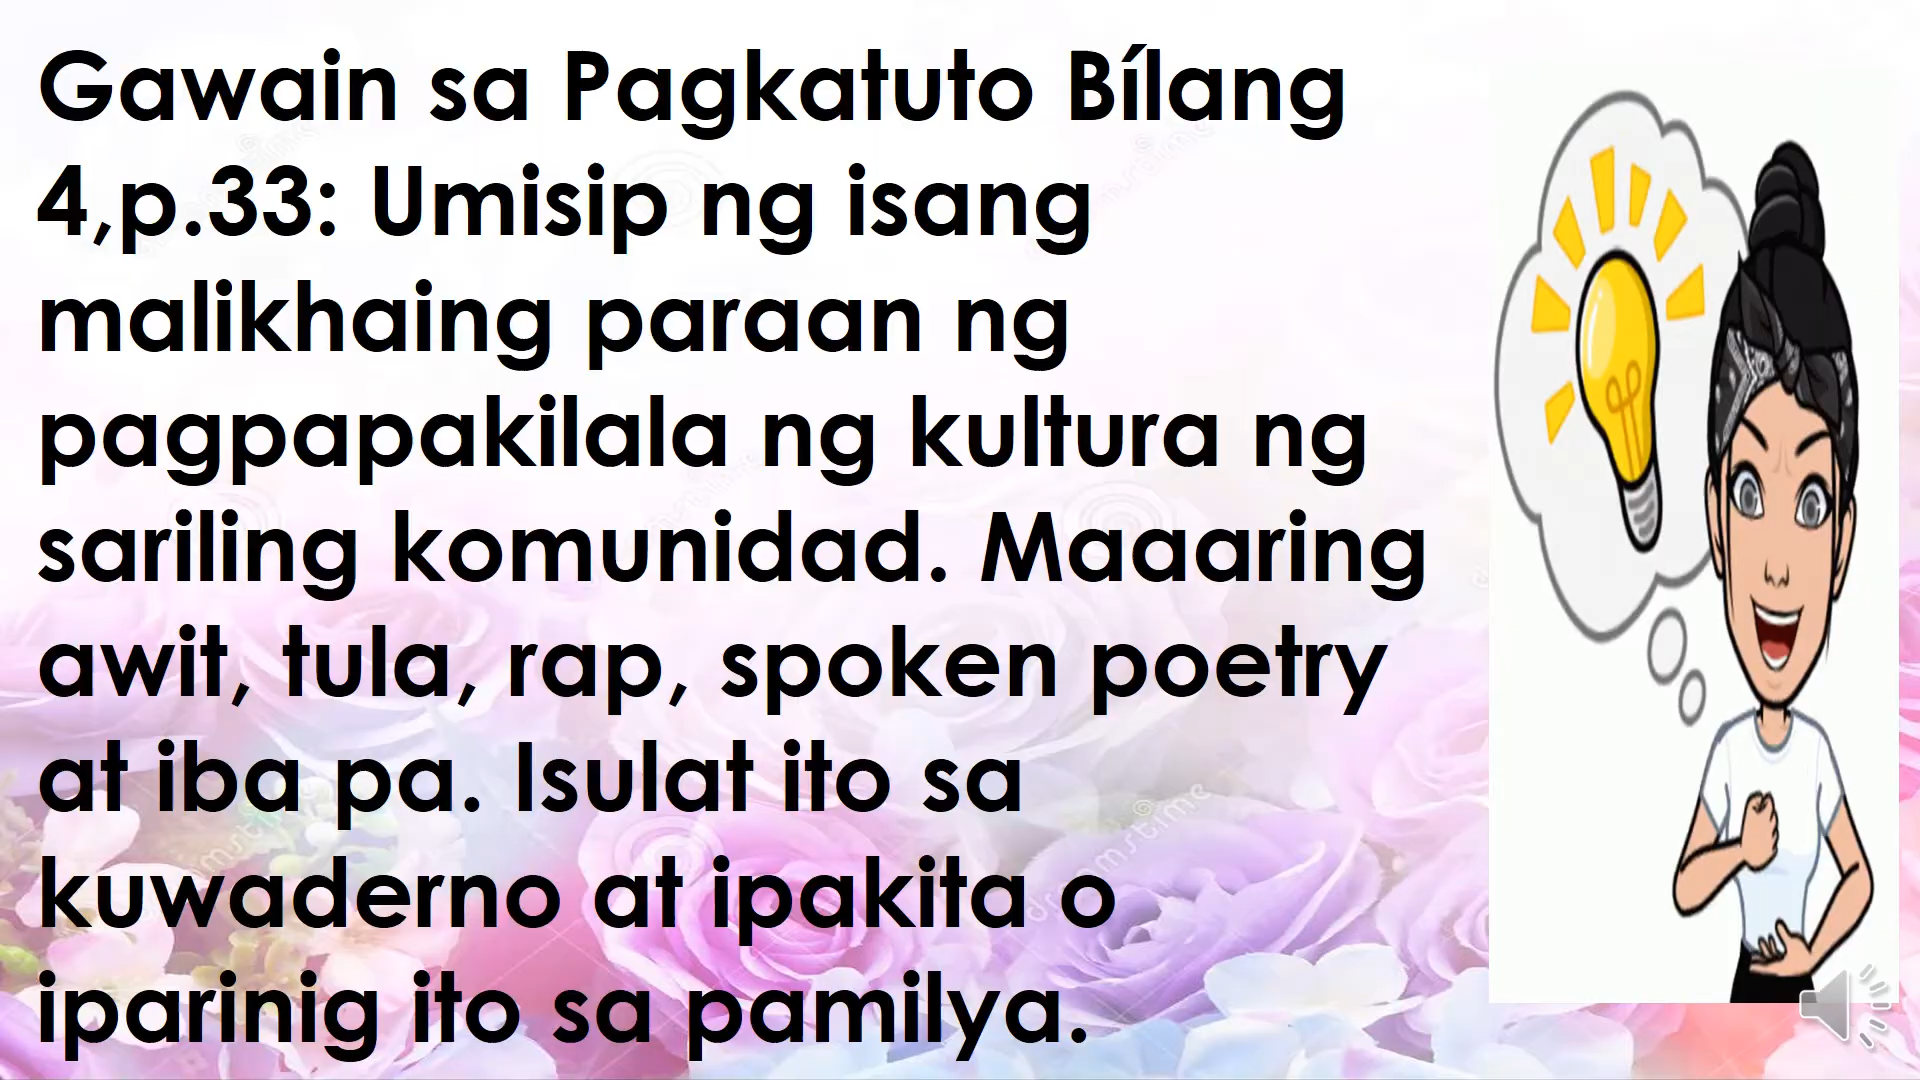 Gawain sa Pagkatuto Bílang
4,p.33: Umisip ng isang
malikhaing paraan ng
pagpapakilala ng kultura ng
sariling komunidad. Maaaring
awit, tula, rap, spoken poetry
at iba pa. Isulat ito sa
kuwaderno at ipakita o
iparinig ito sa pamilya.